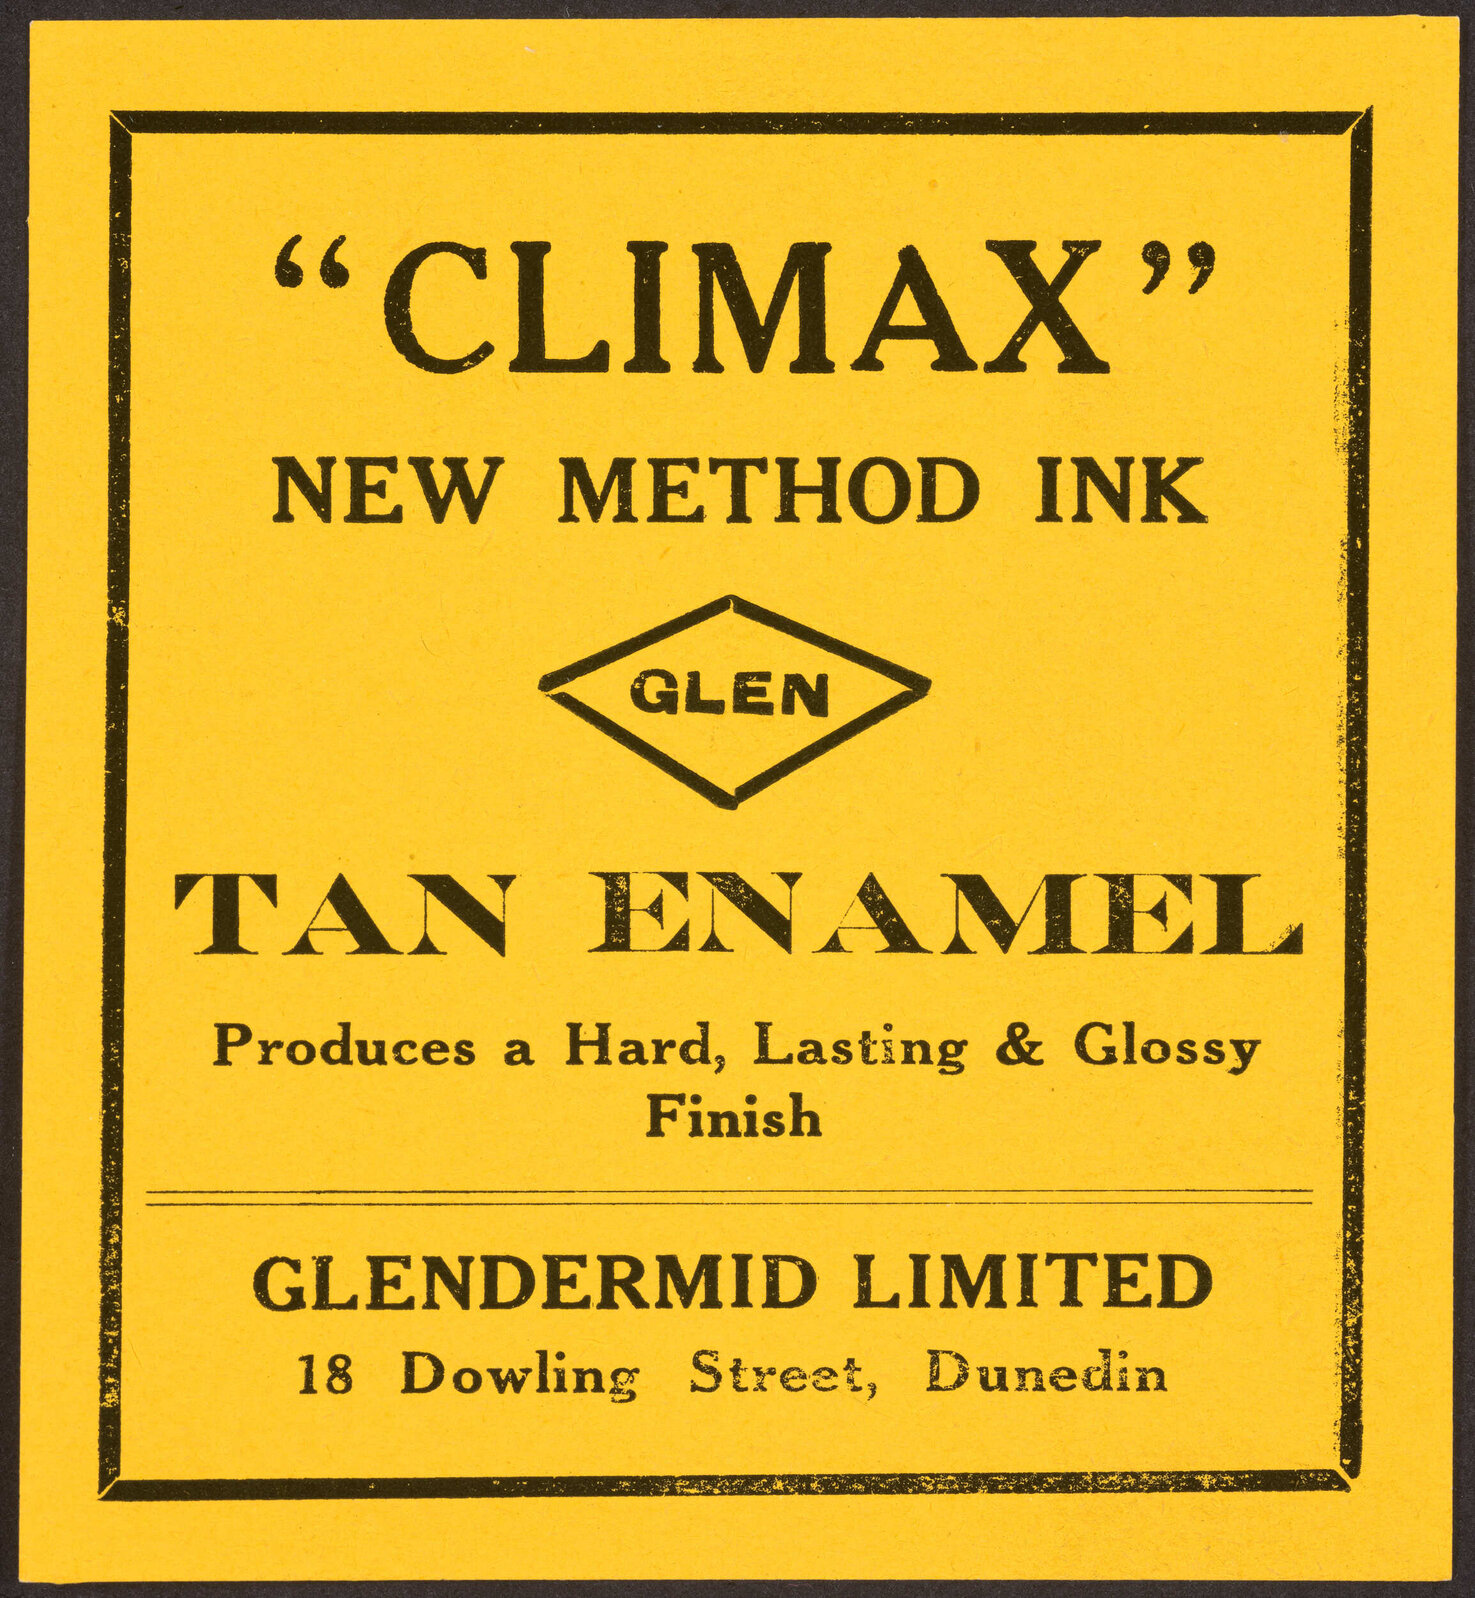 “CLIMAX”
NEW METHOD INK
GLEN
TAN ENAMEL
Produces a Hard, Lasting & Glossy
Finish
GLENDERMID LIMITED
18 Dowling Street, Dunedin